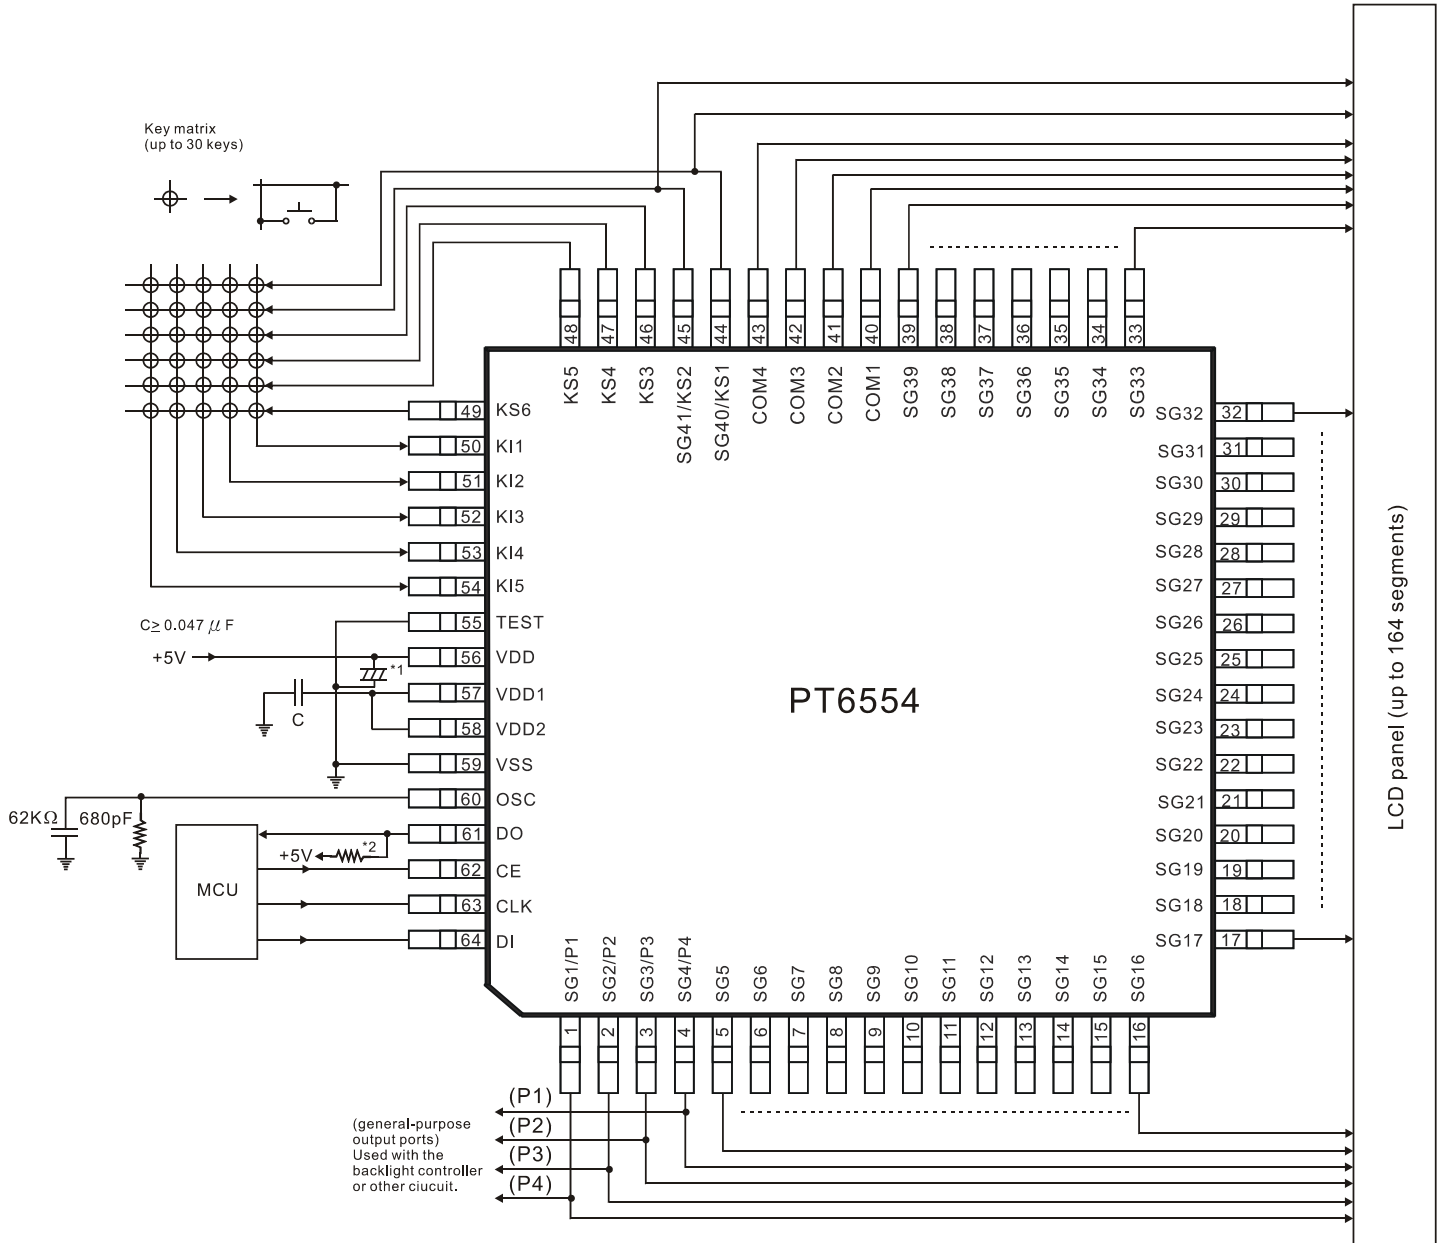 Key matrix
(up to 30 keys)
48
47
46
45
44
43
42
41
40
39
38
37
36
35
34
33
KS5
KS4
KS3
SG41/KS2
SG40/KS1
COM4
COM3
COM2
COM1
SG39
SG38
SG37
SG36
SG35
SG34
SG33
49 KS6
50 KI1
51 KI2
52 KI3
53 KI4
54 KI5
55 TEST
C≥ 0.047 μ F
+5V
56 VDD
*1
57 VDD1
C
58 VDD2
59 VSS
60 OSC
62KΩ
680pF
61 DO
+5V
*2
62 CE
MCU
63 CLK
64 DI
PT6554
SG32 32
SG31 31
SG30 30
SG29 29
SG28 28
SG27 27
SG26 26
SG25 25
SG24 24
SG23 23
SG22 22
SG21 21
SG20 20
SG19 19
SG18 18
SG17 17
LCD panel (up to 164 segments)
SG1/P1
SG2/P2
SG3/P3
SG4/P4
SG5
SG6
SG7
SG8
SG9
SG10
SG11
SG12
SG13
SG14
SG15
SG16
1
2
3
4
5
6
7
8
9
10
11
12
13
14
15
16
(P1)
(P2)
(P3)
(P4)
(general-purpose
output ports)
Used with the
backlight controller
or other ciucuit.